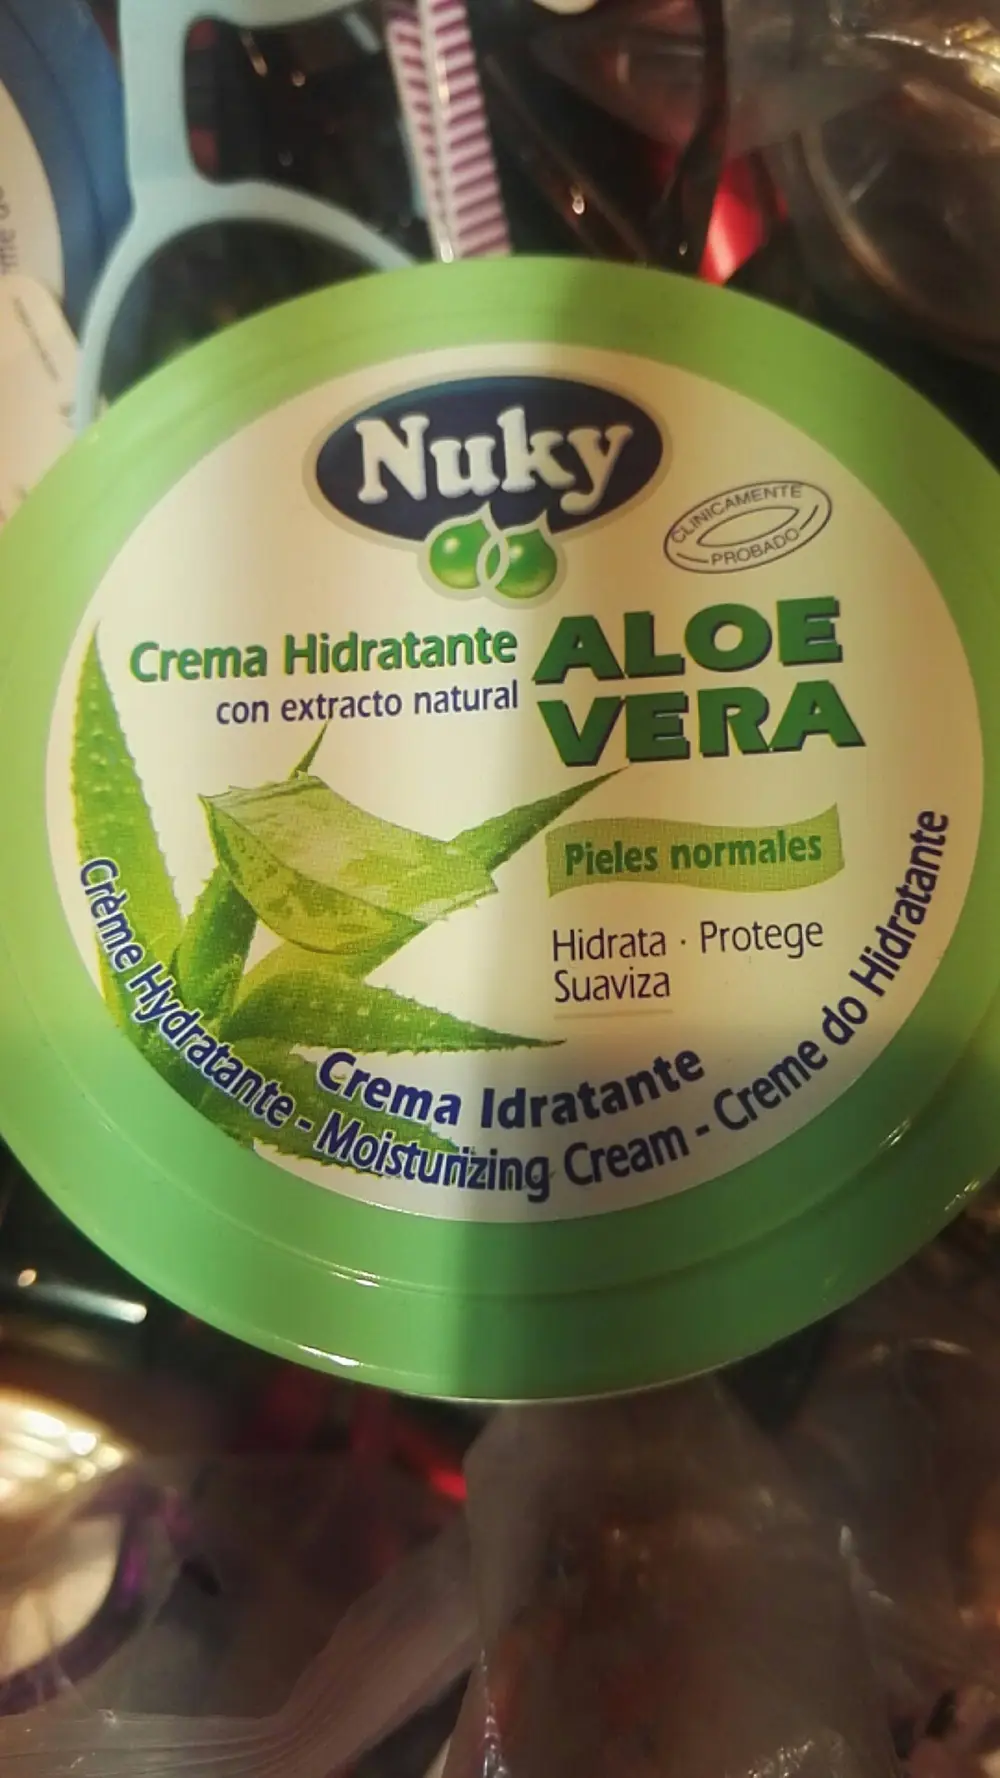 Nuky
CLINICAMENTE
PROBADO
Crema Hidratante
con extracto natural
ALOE
VERA
Pieles normales
Hidrata · Protege
Suaviza
Crema Idratante
Crème Hydratante - Moisturizing Cream - Creme do Hidratante